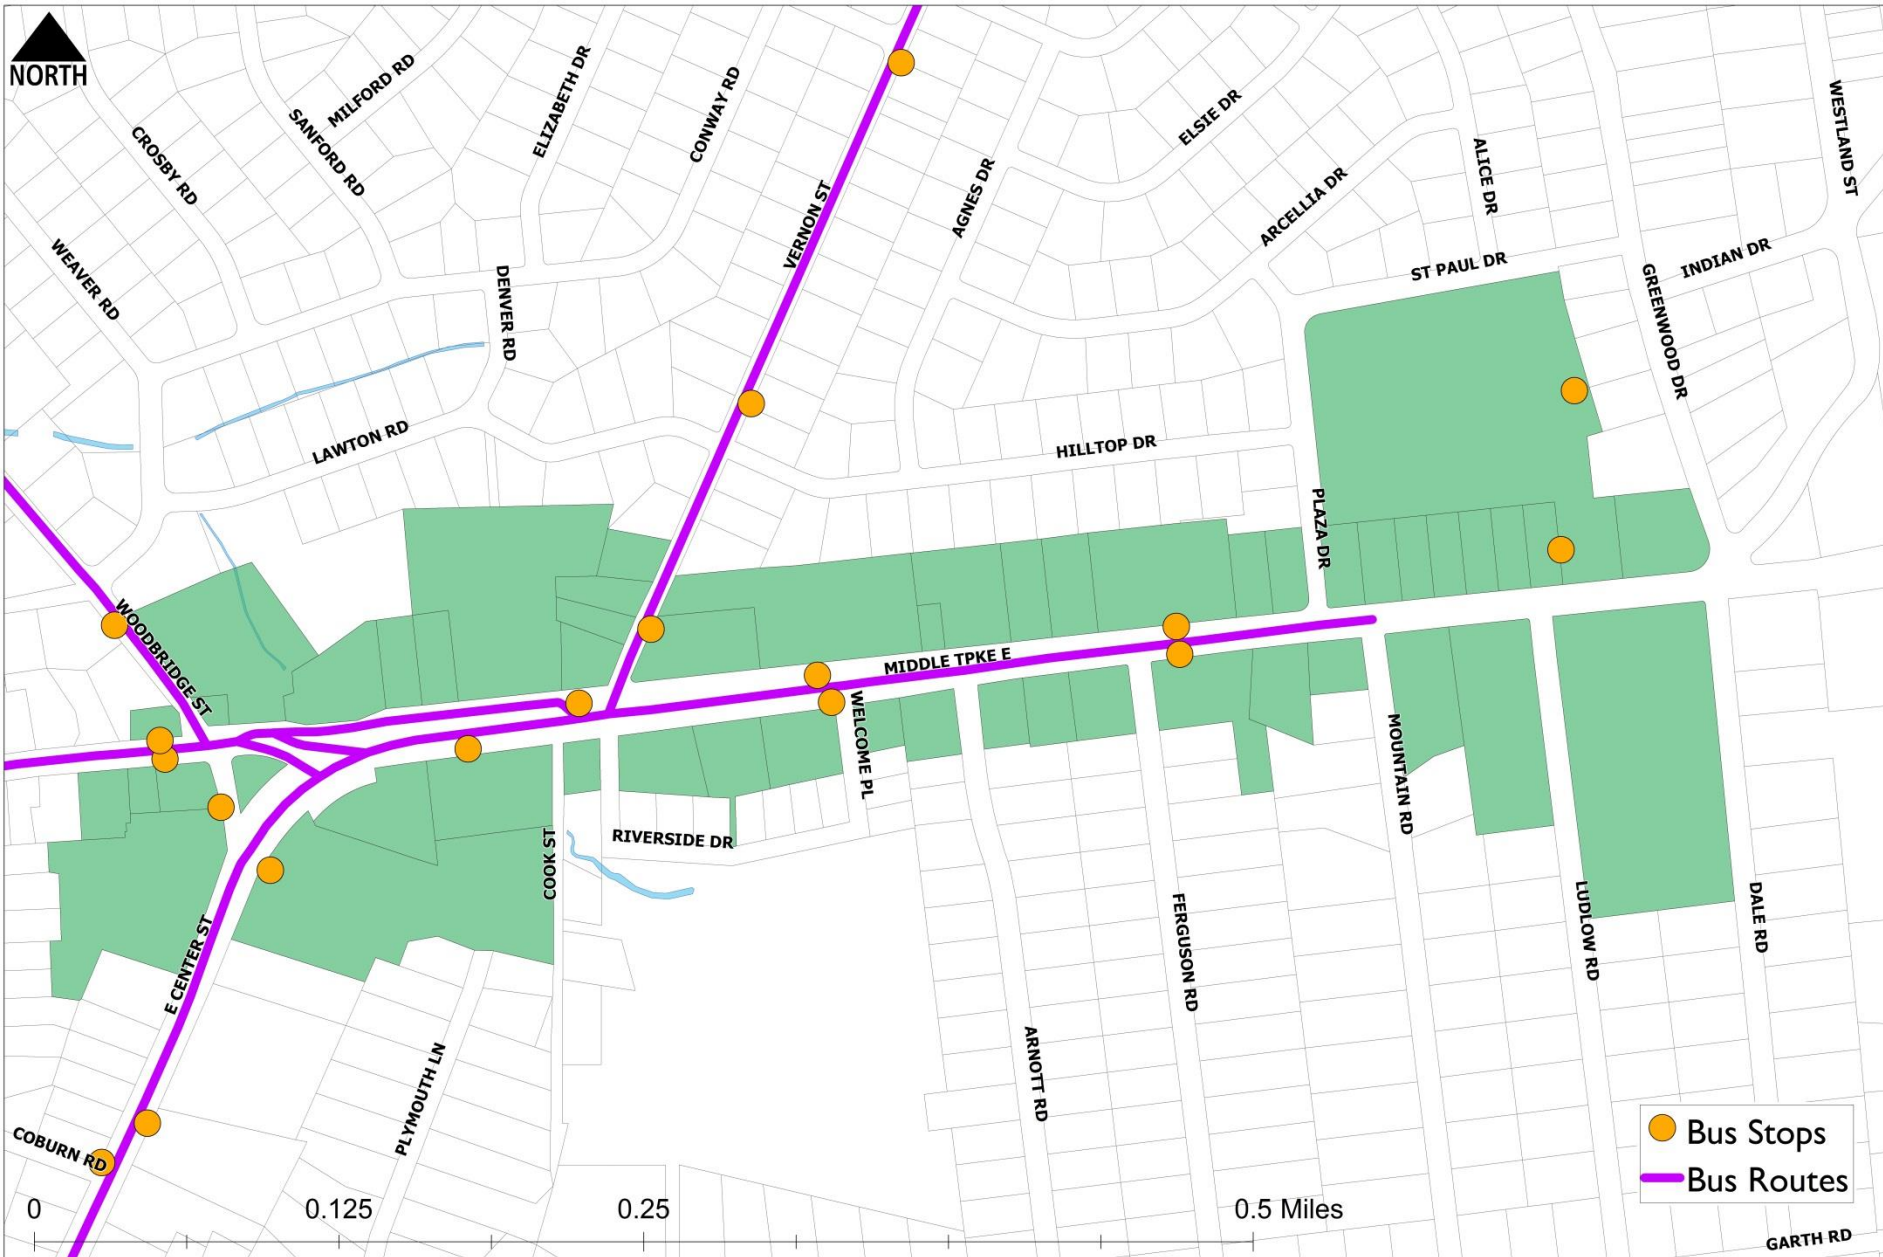 NORTH
CROSBY RD
SANFORD RD
MILFORD RD
ELIZABETH DR
CONWAY RD
VERNON ST
AGNES DR
ELSIE DR
ARCELLIA DR
ALICE DR
WESTLAND ST
WEAVER RD
DENVER RD
ST PAUL DR
GREENWOOD DR
INDIAN DR
LAWTON RD
HILLTOP DR
PLAZA DR
WOODBRIDGE ST
MIDDLE TPKE E
WELCOME PL
MOUNTAIN RD
RIVERSIDE DR
COOK ST
E CENTER ST
FERGUSON RD
LUDLOW RD
DALE RD
ARNOTT RD
PLYMOUTH LN
COBURN RD
Bus Stops
Bus Routes
0
0.125
0.25
0.5 Miles
GARTH RD